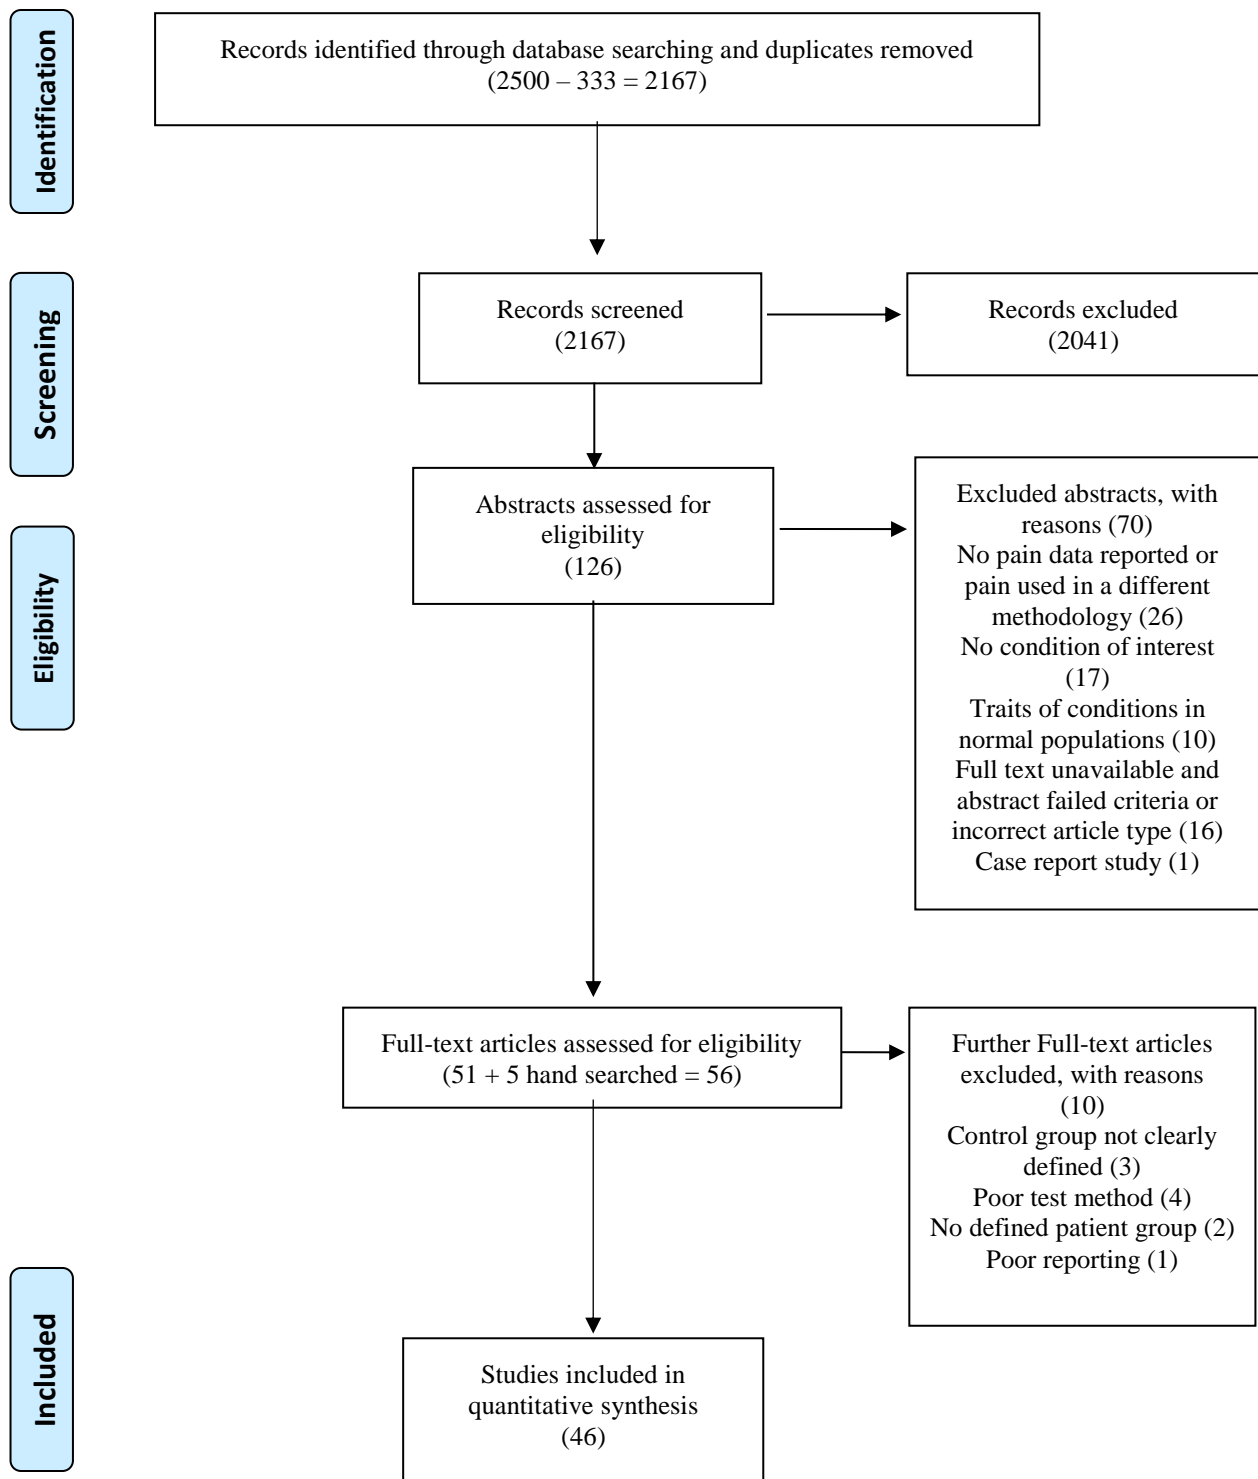 Identification
Records identified through database searching and duplicates removed
(2500 – 333 = 2167)
Screening
Records screened
(2167)
Records excluded
(2041)
Eligibility
Abstracts assessed for
eligibility
(126)
Excluded abstracts, with
reasons (70)
No pain data reported or
pain used in a different
methodology (26)
No condition of interest
(17)
Traits of conditions in
normal populations (10)
Full text unavailable and
abstract failed criteria or
incorrect article type (16)
Case report study (1)
Full-text articles assessed for eligibility
(51 + 5 hand searched = 56)
Further Full-text articles
excluded, with reasons
(10)
Control group not clearly
defined (3)
Poor test method (4)
No defined patient group (2)
Poor reporting (1)
Included
Studies included in
quantitative synthesis
(46)